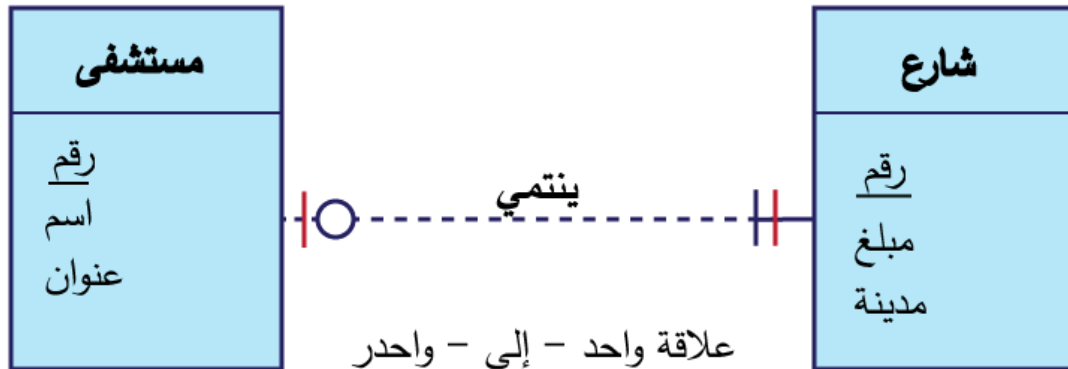 شارع
رقم
مبلغ
مدينة
ينتمي
مستشفى
رقم
اسم
عنوان
علاقة واحد - إلى - واحدر